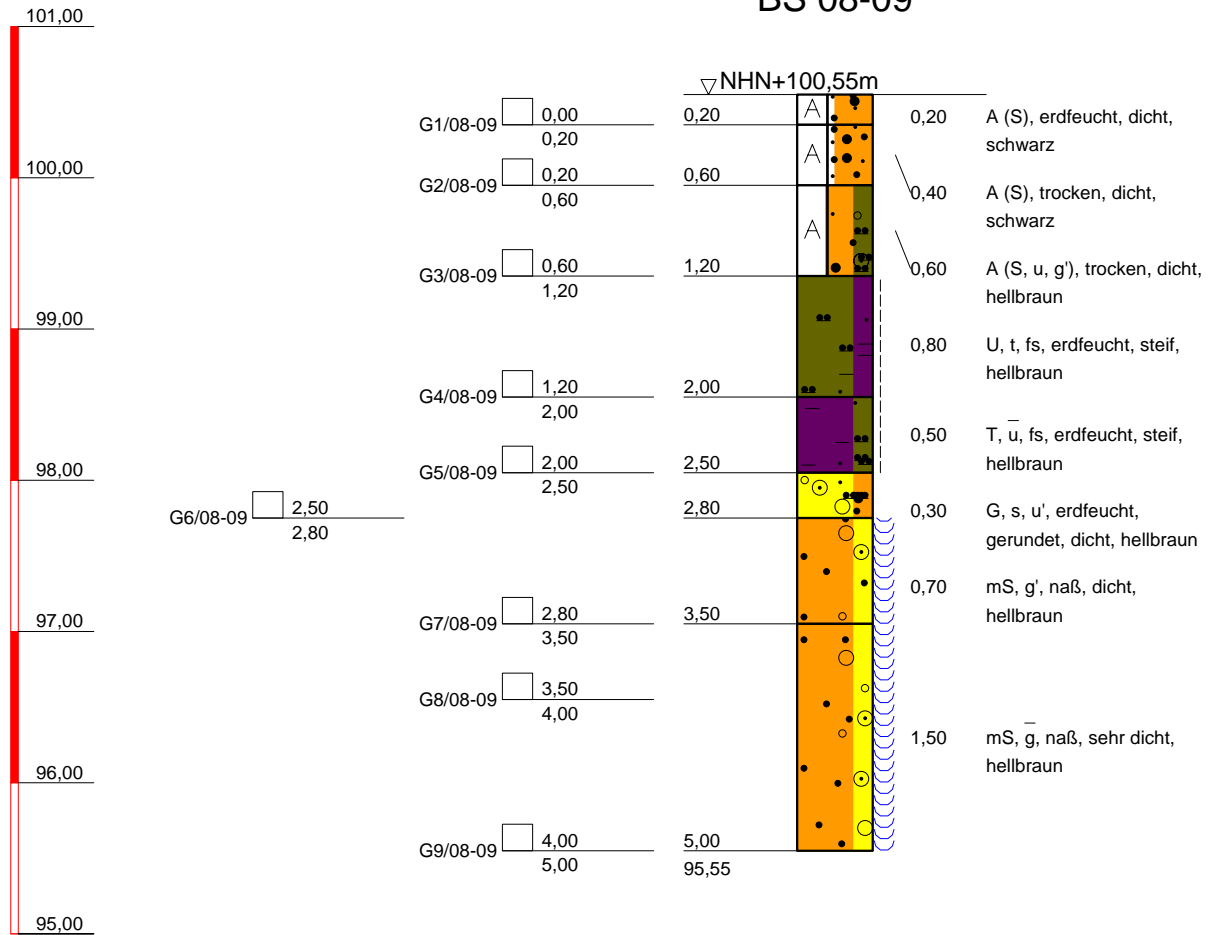 BS 08-09
101,00
NHN+100,55m
G1/08-09 0,00 0,20 0,20 0,20 A (S), erdfeucht, dicht,
0,20 schwarz
100,00
G2/08-09 0,20 0,60 0,40 A (S), trocken, dicht,
0,60 schwarz
G3/08-09 0,60 1,20 0,60 A (S, u, g'), trocken, dicht,
1,20 hellbraun
99,00
0,80 U, t, fs, erdfeucht, steif,
hellbraun
G4/08-09 1,20 2,00
2,00
0,50 T, u̅, fs, erdfeucht, steif,
hellbraun
98,00
G5/08-09 2,00 2,50
2,50
G6/08-09 2,50 2,80 0,30 G, s, u', erdfeucht,
2,80 gerundet, dicht, hellbraun
0,70 mS, g', naß, dicht,
hellbraun
97,00
G7/08-09 2,80 3,50
3,50
G8/08-09 3,50
4,00
1,50 mS, g̅, naß, sehr dicht,
hellbraun
96,00
G9/08-09 4,00 5,00
5,00 95,55
95,00
A
A
A